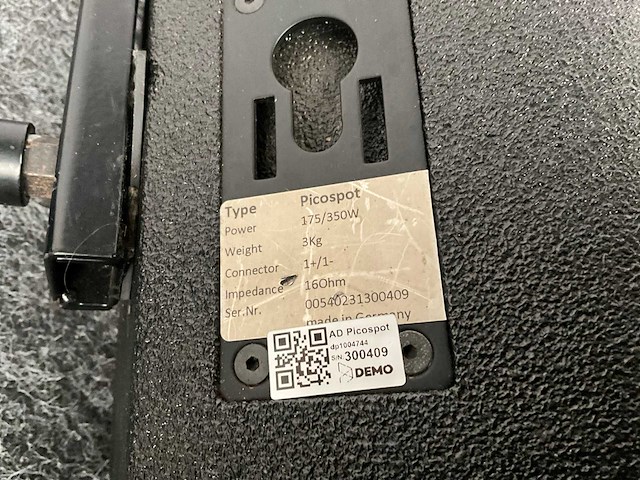 Type Picospot
Power 175/350W
Weight 3Kg
Connector 1+/1-
Impedance 16Ohm
Ser.Nr. 00540231300409
made in Germany
AD Picospot
dp1004744
S/N 300409
DEMO